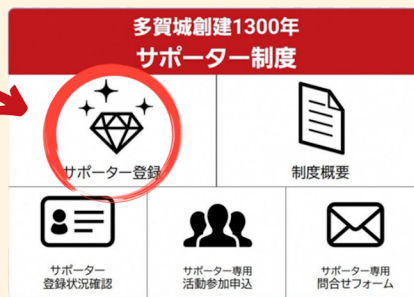 多賀城創建1300年
サポーター制度
サポーター登録
制度概要
サポーター
登録状況確認
サポーター専用
活動参加申込
サポーター専用
問合せフォーム